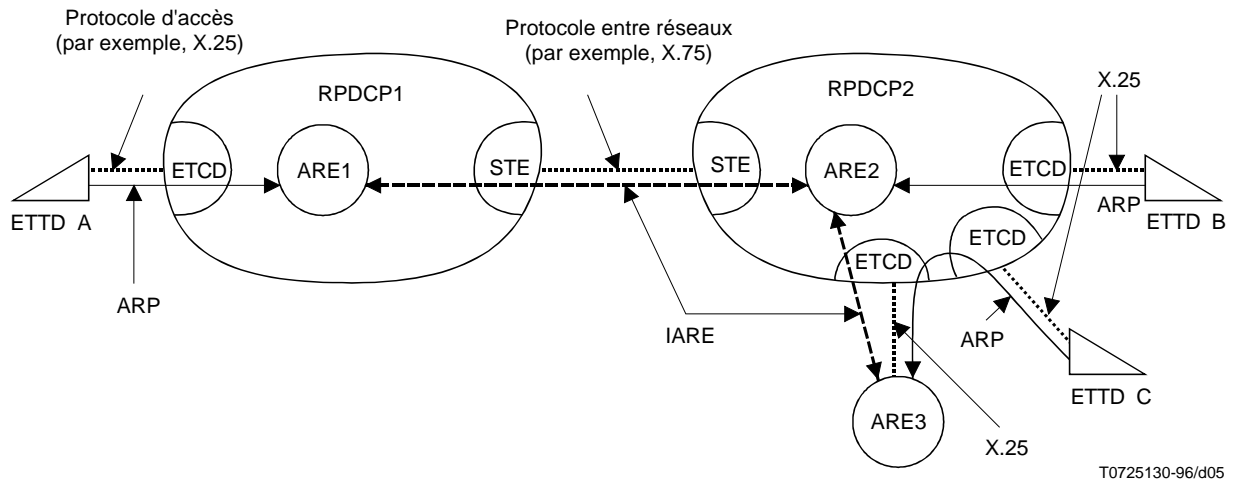 Protocole d'accès
(par exemple, X.25)
Protocole entre réseaux
(par exemple, X.75)
RPDCP1
RPDCP2
X.25
ETCD
ARE1
STE
STE
ARE2
ETCD
ETTD A
ARP
ETTD B
ETCD
ETCD
ARP
IARE
ARP
ETTD C
ARE3
X.25
T0725130-96/d05